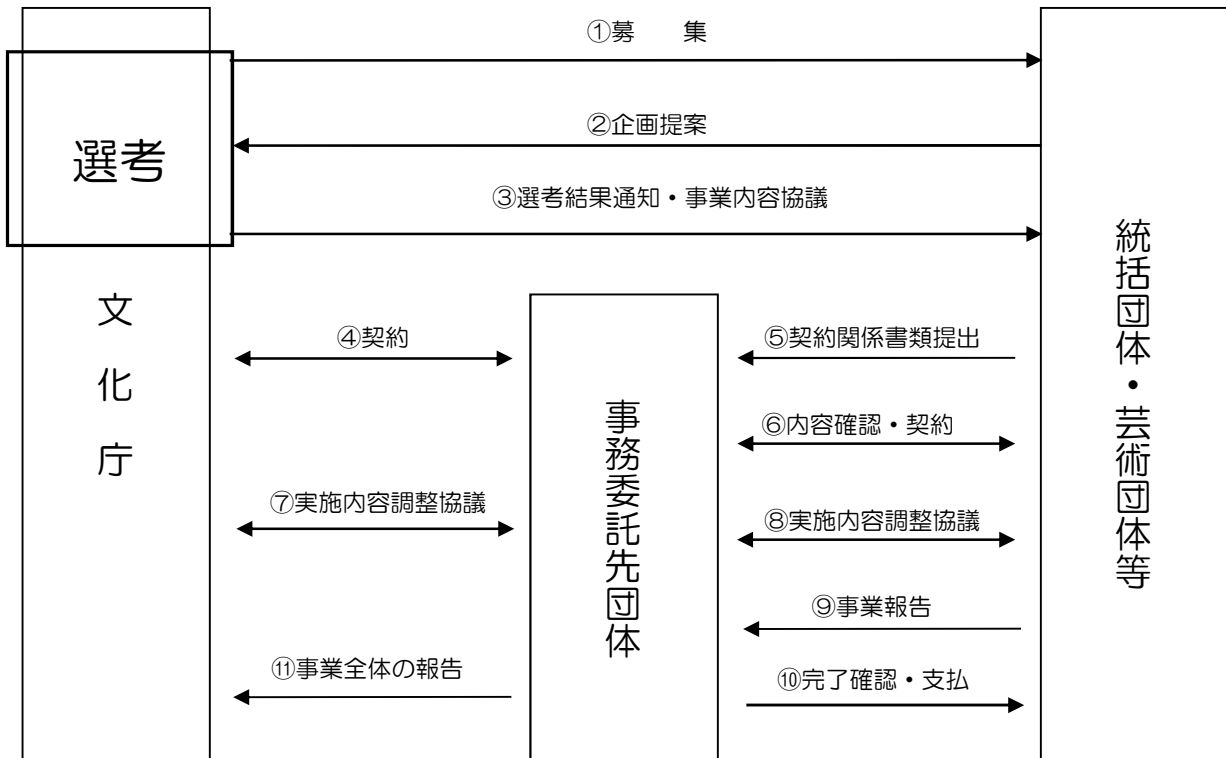 ①募　　集
②企画提案
選考
③選考結果通知・事業内容協議
文化庁
④契約
⑤契約関係書類提出
⑥内容確認・契約
事務委託先団体
⑦実施内容調整協議
⑧実施内容調整協議
⑨事業報告
⑩完了確認・支払
⑪事業全体の報告
統括団体・芸術団体等